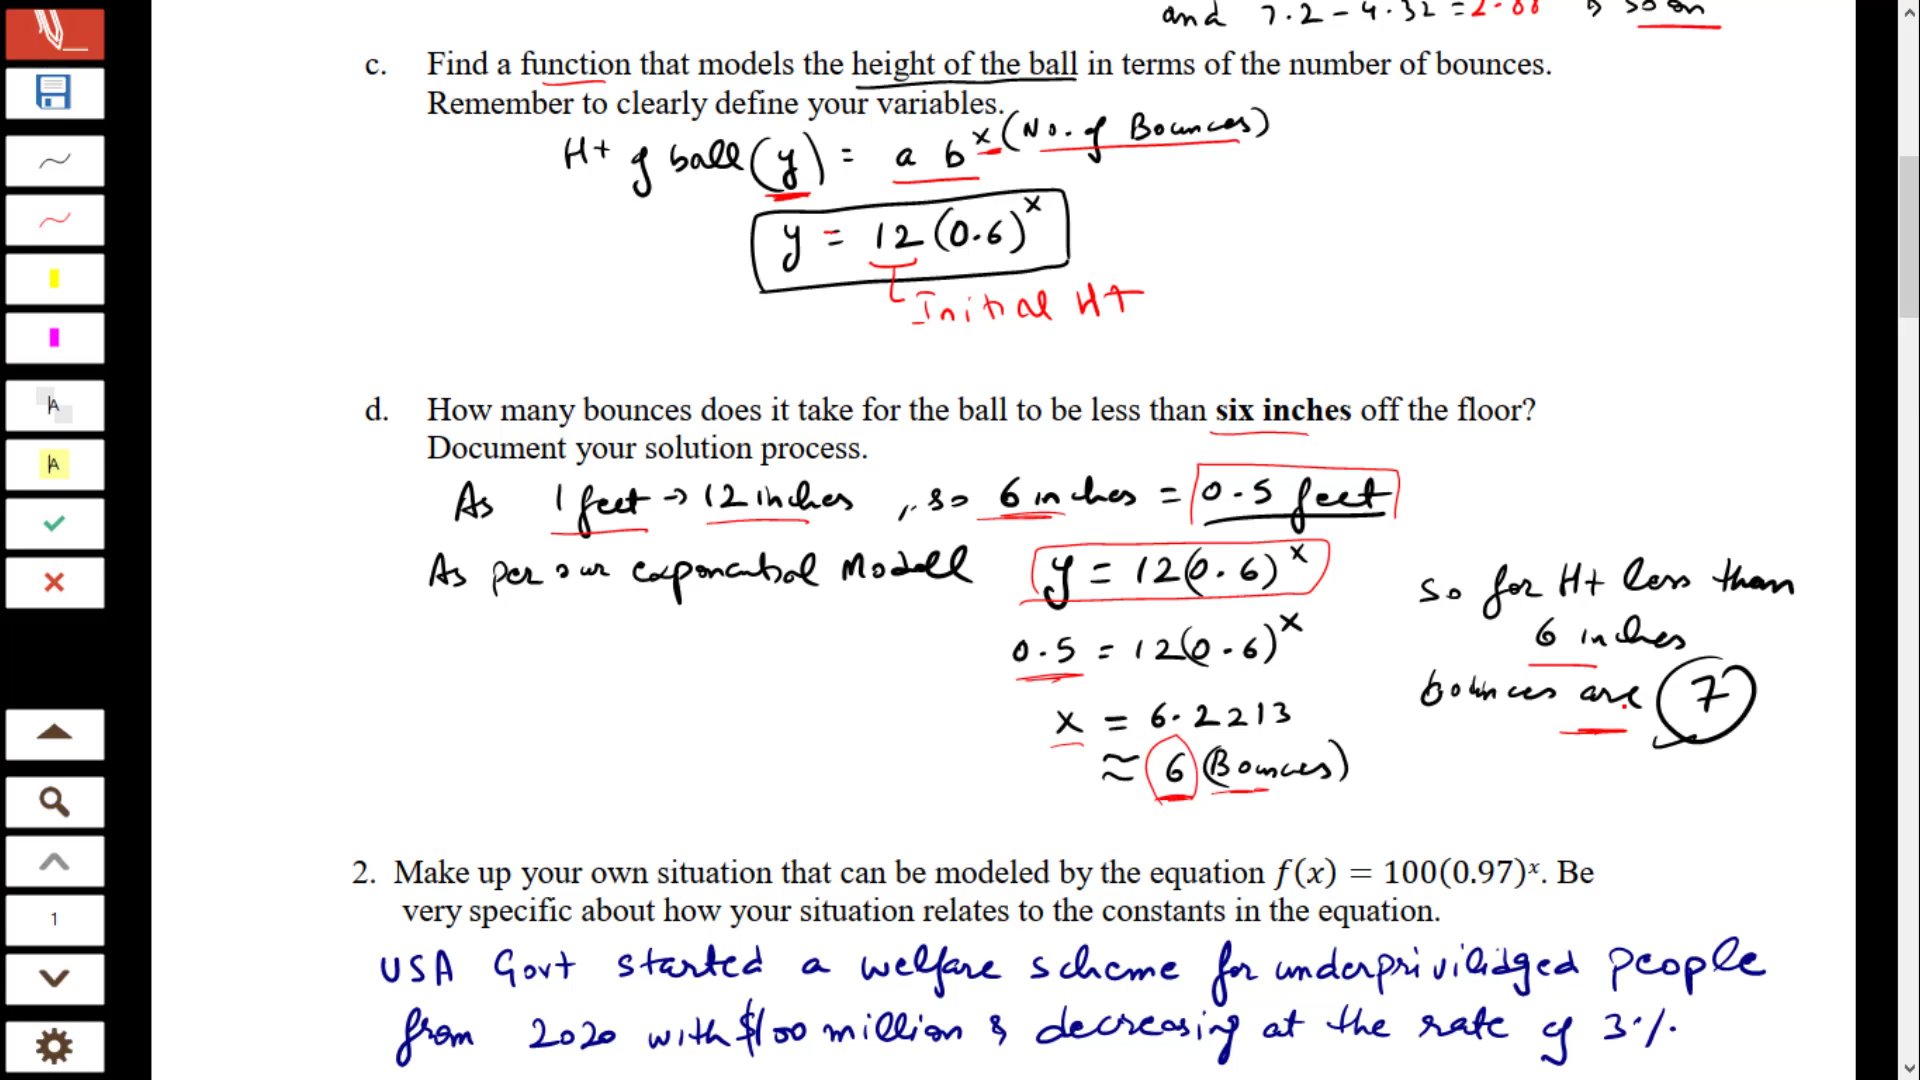 and 7.2 - 4.32 = 2.88 & so on
c. Find a function that models the height of the ball in terms of the number of bounces.
Remember to clearly define your variables.
Ht of ball (y) = a b^x (No. of Bounces)
y = 12 (0.6)^x
Initial Ht
d. How many bounces does it take for the ball to be less than six inches off the floor?
Document your solution process.
As 1 feet → 12 inches, so 6 inches = 0.5 feet
As per our exponential Modell y = 12(0.6)^x
0.5 = 12(0.6)^x
x = 6.2213
≈ 6 (Bounces)
so for Ht less than
6 inches
bounces are 7
2. Make up your own situation that can be modeled by the equation f(x) = 100(0.97)^x. Be
very specific about how your situation relates to the constants in the equation.
USA Govt started a welfare scheme for underprivilidged people
from 2020 with $100 million & decreasing at the rate of 3%.
A
A
1